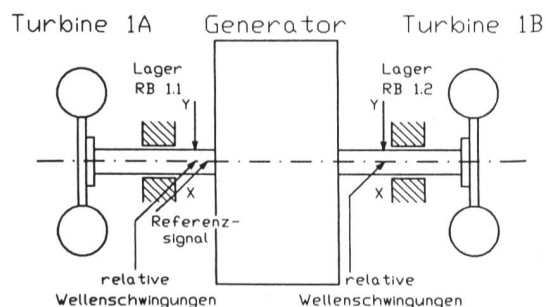 Turbine 1A Generator Turbine 1B
Lager
RB 1.1
Y
Lager
RB 1.2
Y
X
Referenz-
signal
X
relative
Wellenschwingungen
relative
Wellenschwingungen